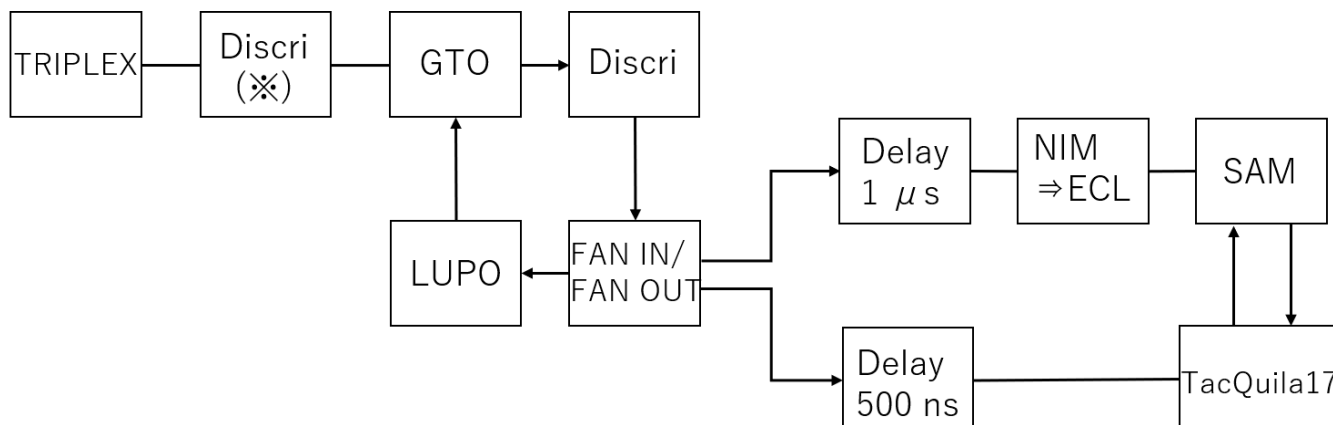 TRIPLEX
Discri
(※)
GTO
Discri
Delay
1 μs
NIM
⇒ECL
SAM
LUPO
FAN IN/
FAN OUT
Delay
500 ns
TacQuila17